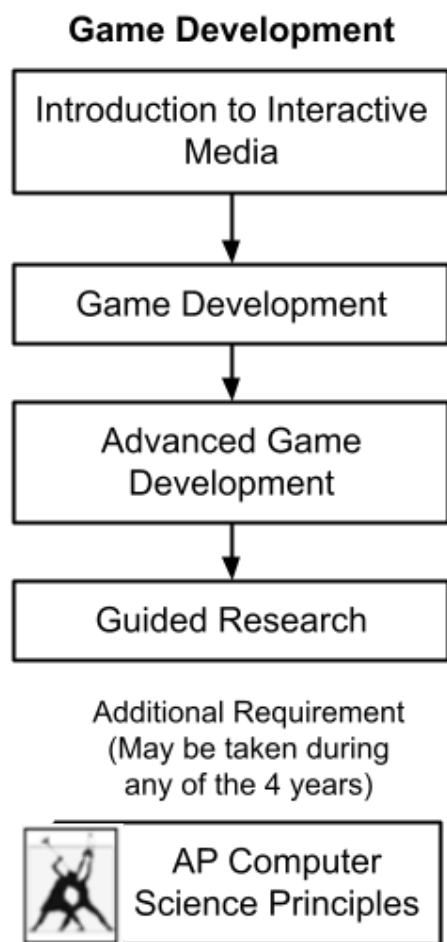 Game Development
Introduction to Interactive
Media
Game Development
Advanced Game
Development
Guided Research
Additional Requirement
(May be taken during
any of the 4 years)
AP Computer
Science Principles